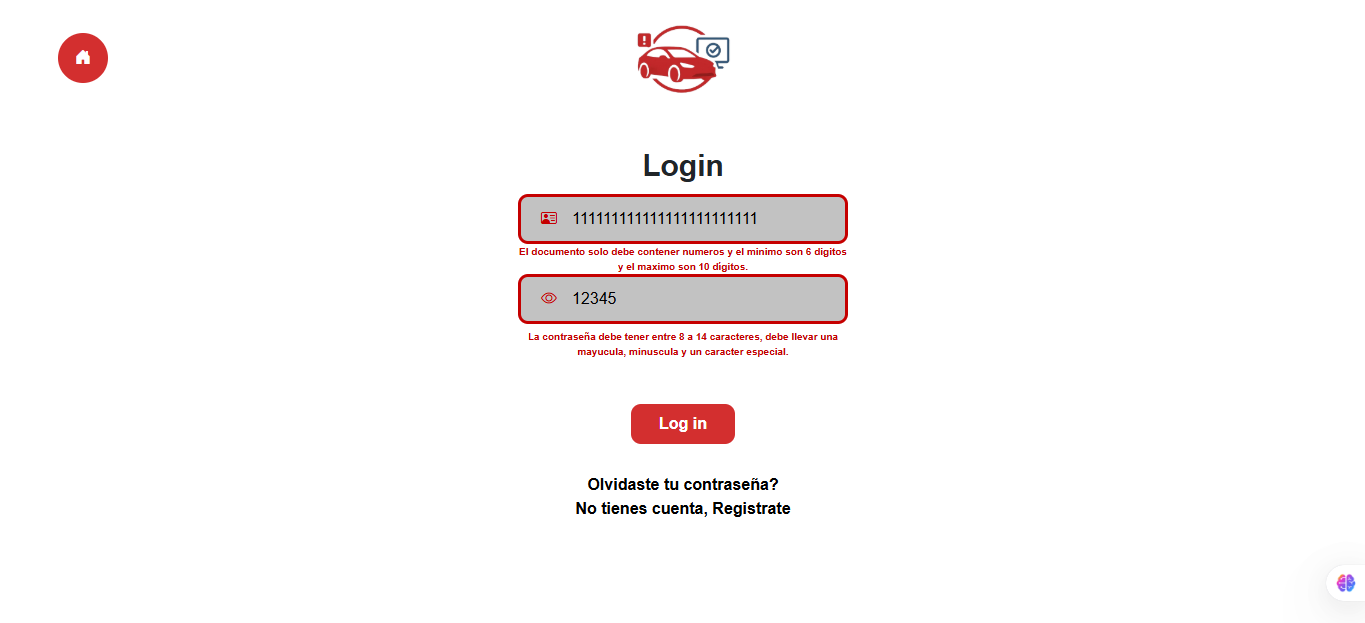 Login
111111111111111111111111
El documento solo debe contener numeros y el minimo son 6 digitos
y el maximo son 10 digitos.
12345
La contraseña debe tener entre 8 a 14 caracteres, debe llevar una
mayucula, minuscula y un caracter especial.
Log in
Olvidaste tu contraseña?
No tienes cuenta, Registrate